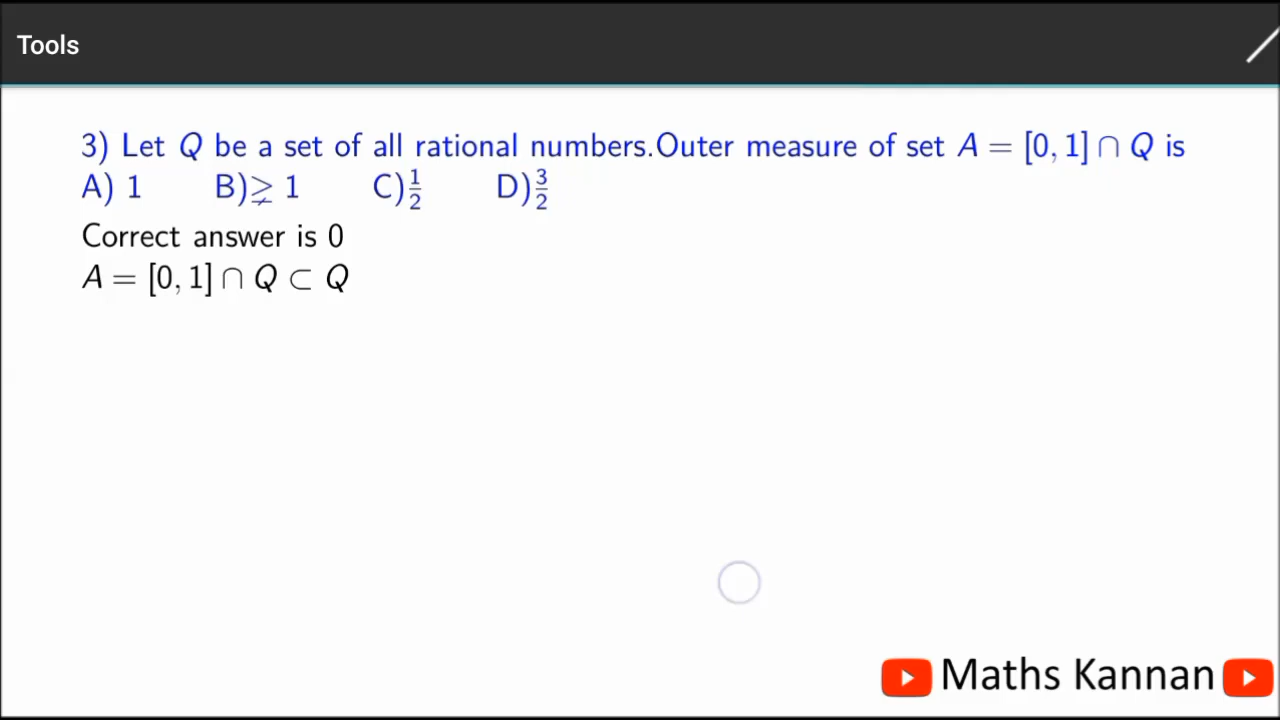 Tools
3) Let Q be a set of all rational numbers.Outer measure of set A = [0, 1] ∩ Q is
A) 1 B)⪈ 1 C)1/2 D)3/2
Correct answer is 0
A = [0, 1] ∩ Q ⊂ Q
Maths Kannan